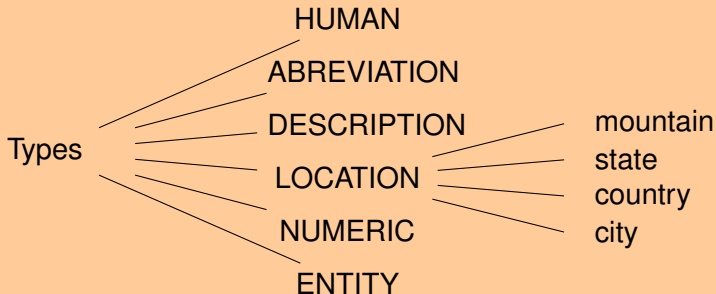 Types
HUMAN
ABREVIATION
DESCRIPTION
LOCATION
NUMERIC
ENTITY
mountain
state
country
city